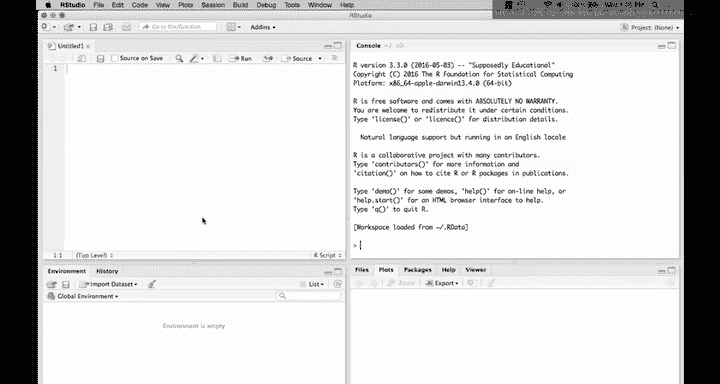 RStudio File Edit Code View Plots Session Build Debug Tools Window Help
RStudio
Go to file/function Addins Project: (None)
Untitled1
Source on Save Run Source
1
1:1 (Top Level) R Script
Console ~/
R version 3.3.0 (2016-05-03) -- "Supposedly Educational"
Copyright (C) 2016 The R Foundation for Statistical Computing
Platform: x86_64-apple-darwin13.4.0 (64-bit)
R is free software and comes with ABSOLUTELY NO WARRANTY.
You are welcome to redistribute it under certain conditions.
Type 'license()' or 'licence()' for distribution details.
Natural language support but running in an English locale
R is a collaborative project with many contributors.
Type 'contributors()' for more information and
'citation()' on how to cite R or R packages in publications.
Type 'demo()' for some demos, 'help()' for on-line help, or
'help.start()' for an HTML browser interface to help.
Type 'q()' to quit R.
[Workspace loaded from ~/.RData]
>
Environment History
Import Dataset List
Global Environment
Environment is empty
Files Plots Packages Help Viewer
Zoom Export